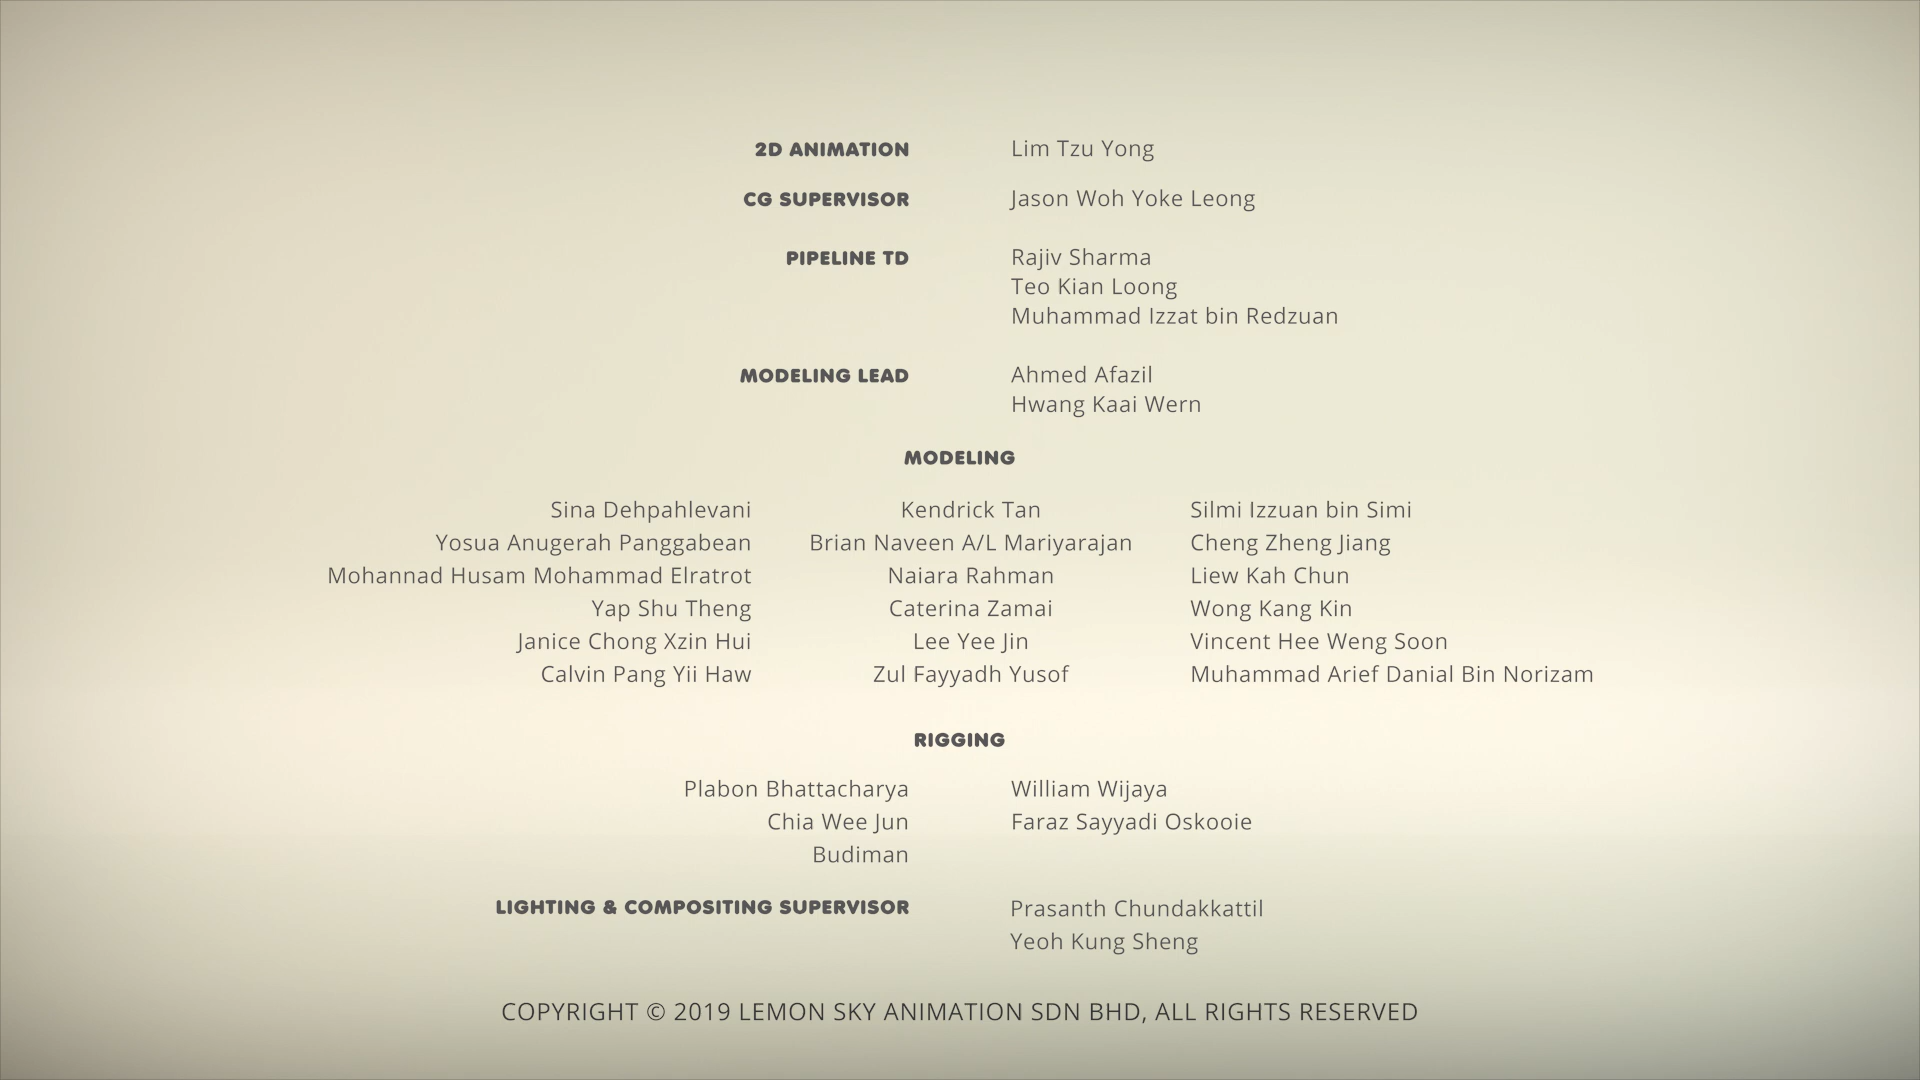 2D ANIMATION Lim Tzu Yong
CG SUPERVISOR Jason Woh Yoke Leong
PIPELINE TD Rajiv Sharma
Teo Kian Loong
Muhammad Izzat bin Redzuan
MODELING LEAD Ahmed Afazil
Hwang Kaai Wern
MODELING
Sina Dehpahlevani Kendrick Tan Silmi Izzuan bin Simi
Yosua Anugerah Panggabean Brian Naveen A/L Mariyarajan Cheng Zheng Jiang
Mohannad Husam Mohammad Elratrot Naiara Rahman Liew Kah Chun
Yap Shu Theng Caterina Zamai Wong Kang Kin
Janice Chong Xzin Hui Lee Yee Jin Vincent Hee Weng Soon
Calvin Pang Yii Haw Zul Fayyadh Yusof Muhammad Arief Danial Bin Norizam
RIGGING
Plabon Bhattacharya William Wijaya
Chia Wee Jun Faraz Sayyadi Oskooie
Budiman
LIGHTING & COMPOSITING SUPERVISOR Prasanth Chundakkattil
Yeoh Kung Sheng
COPYRIGHT © 2019 LEMON SKY ANIMATION SDN BHD, ALL RIGHTS RESERVED